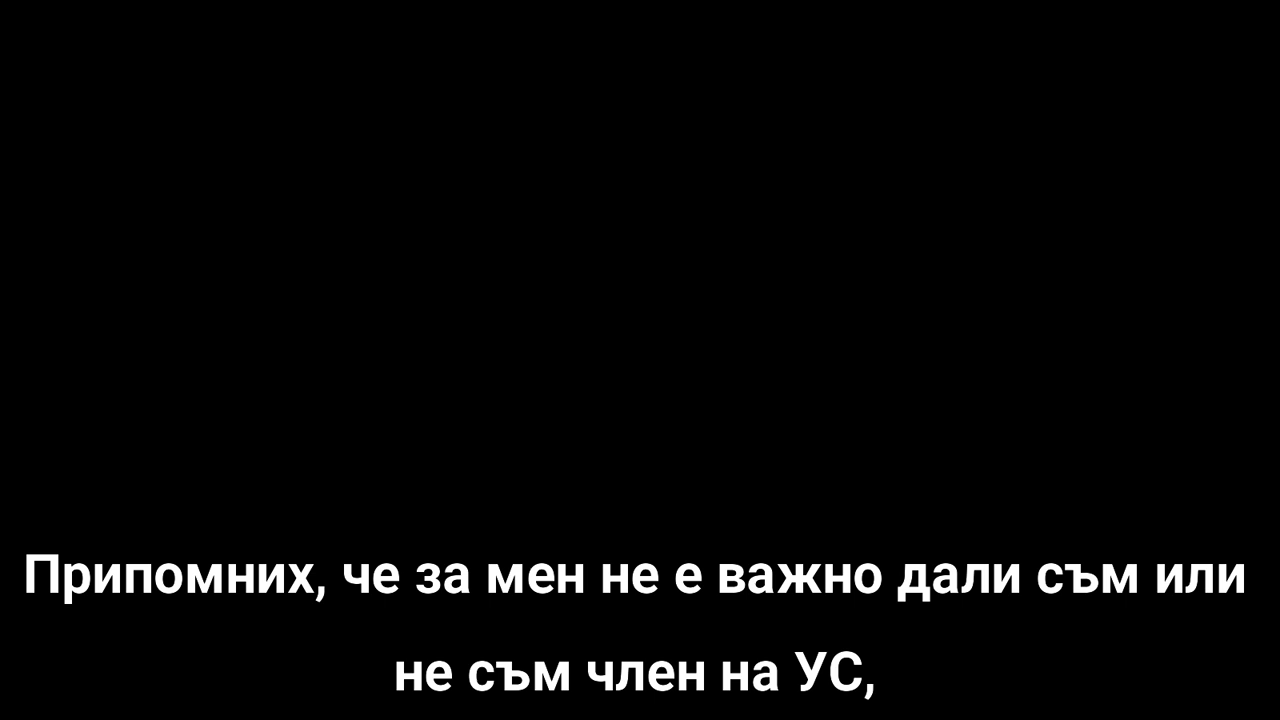 Припомних, че за мен не е важно дали съм или
не съм член на УС,